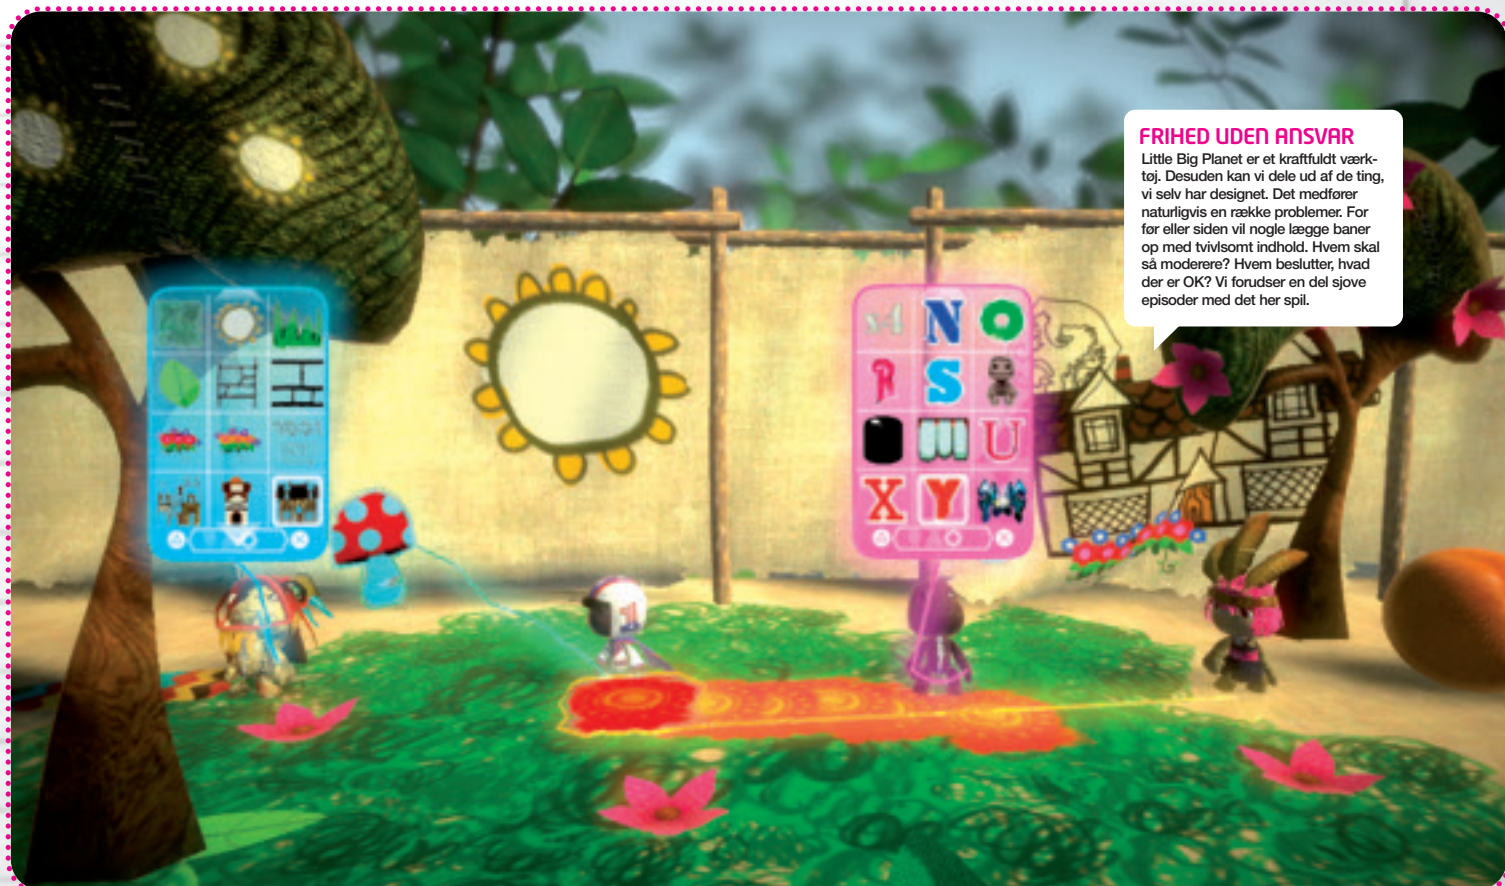 FRIHED UDEN ANSVAR
Little Big Planet er et kraftfuldt værk-
tøj. Desuden kan vi dele ud af de ting,
vi selv har designet. Det medfører
naturligvis en række problemer. For
før eller siden vil nogle lægge baner
op med tvivlsomt indhold. Hvem skal
så moderere? Hvem beslutter, hvad
der er OK? Vi forudser en del sjove
episoder med det her spil.
N
S
U
X Y
1